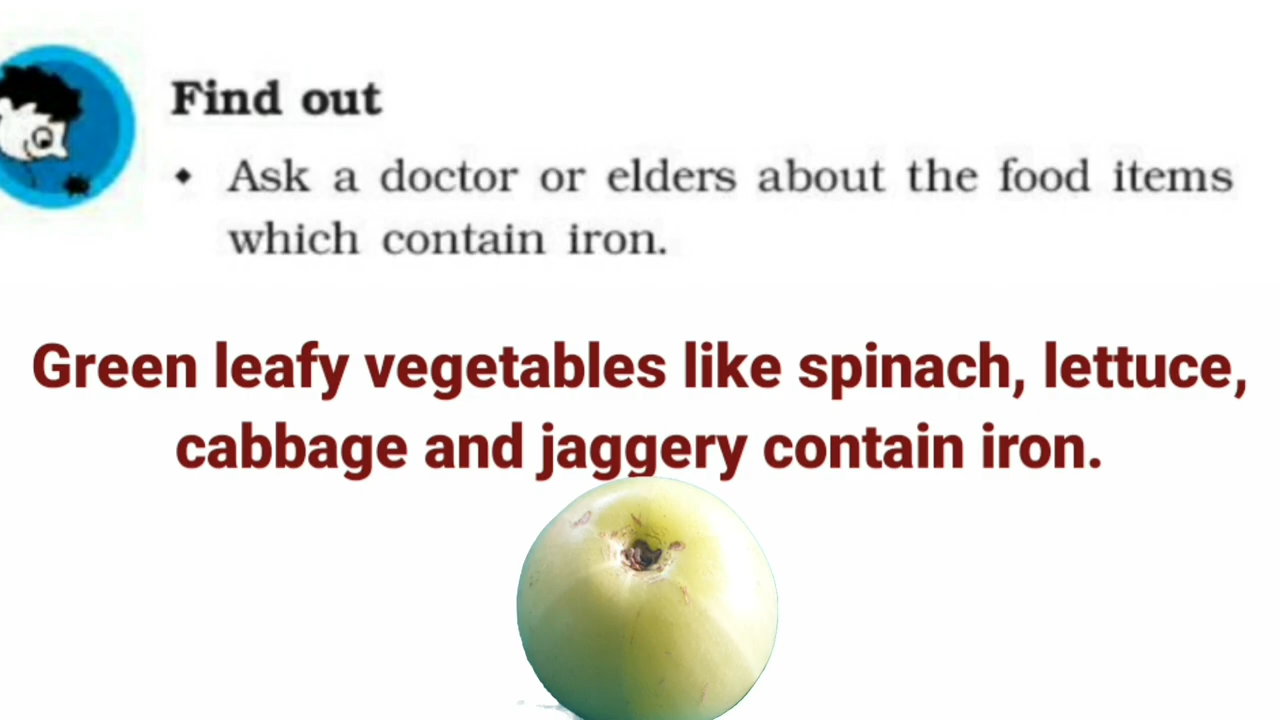 Find out
• Ask a doctor or elders about the food items
which contain iron.
Green leafy vegetables like spinach, lettuce,
cabbage and jaggery contain iron.